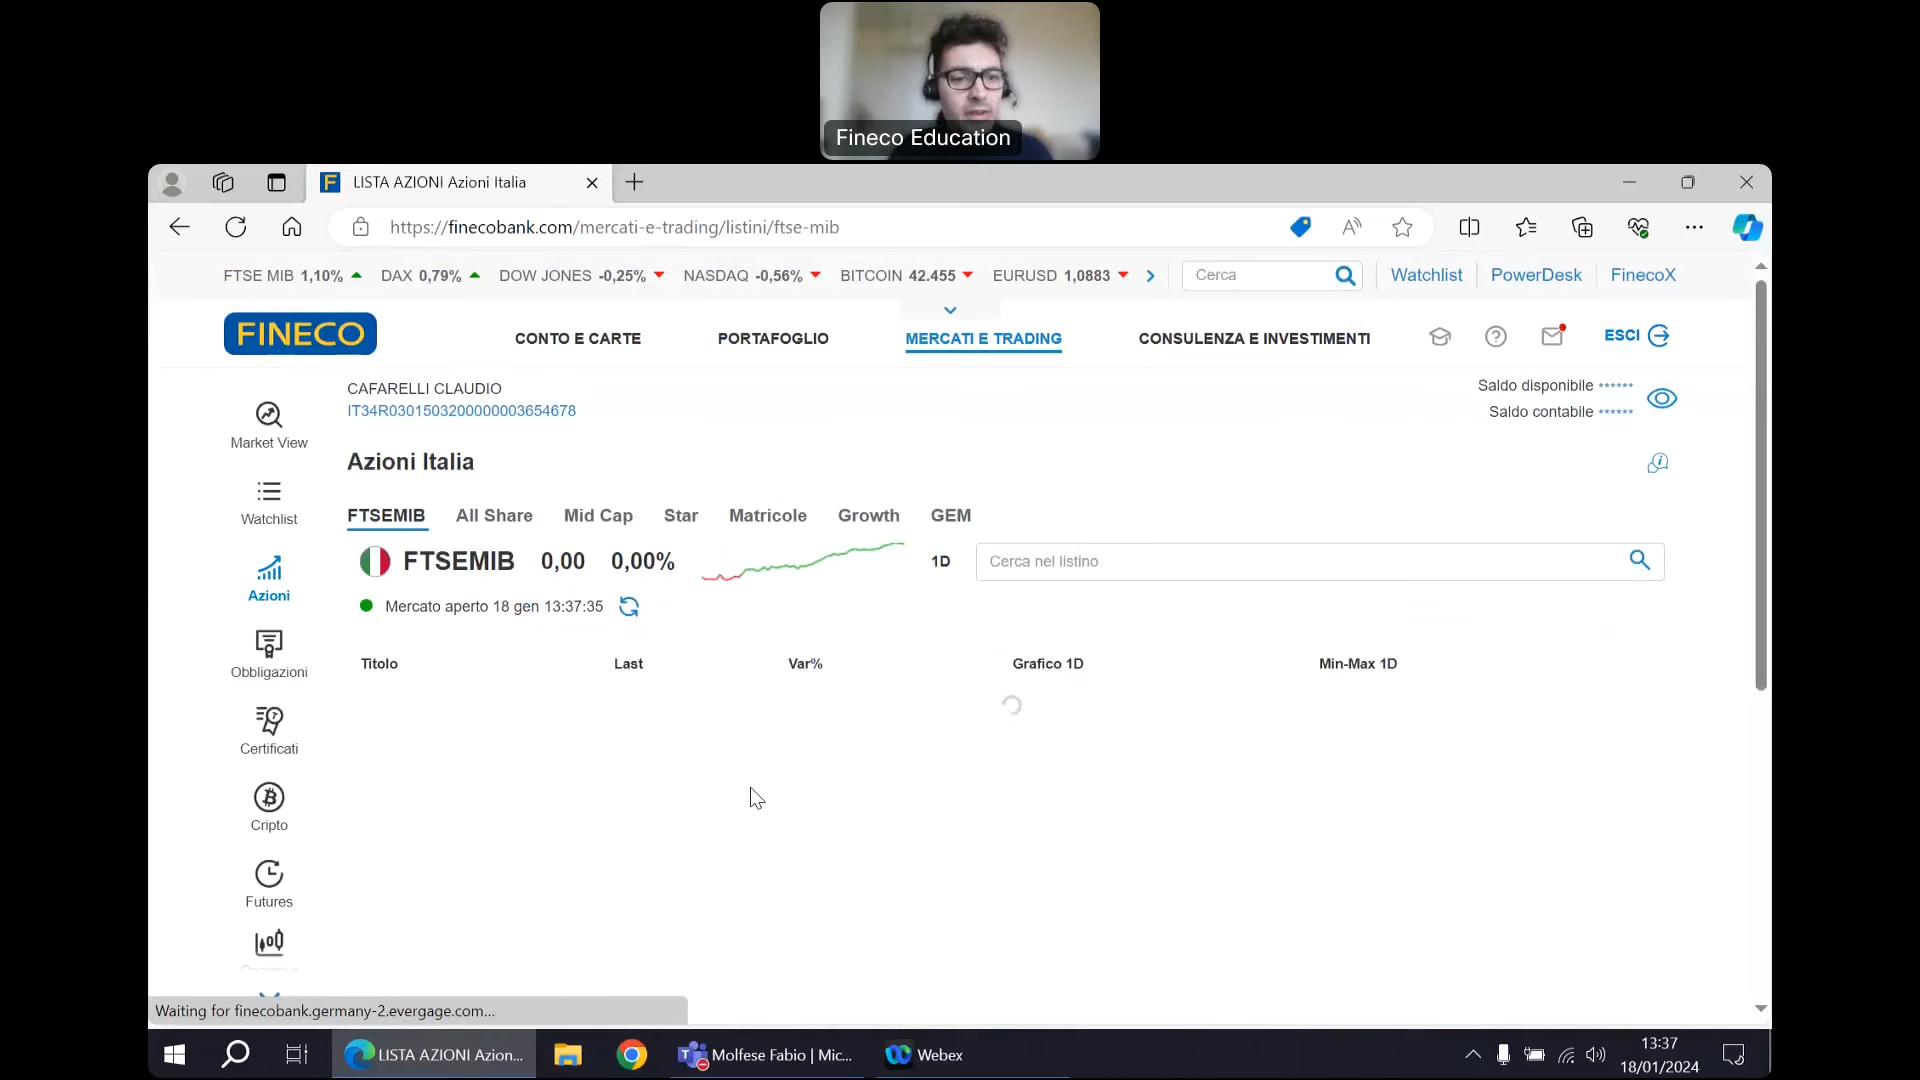 Fineco Education
LISTA AZIONI Azioni Italia
https://finecobank.com/mercati-e-trading/listini/ftse-mib
FTSE MIB 1,10% DAX 0,79% DOW JONES -0,25% NASDAQ -0,56% BITCOIN 42.455 EURUSD 1,0883 Cerca Watchlist PowerDesk FinecoX
FINECO CONTO E CARTE PORTAFOGLIO MERCATI E TRADING CONSULENZA E INVESTIMENTI ESCI
CAFARELLI CLAUDIO
IT34R0301503200000003654678
Saldo disponibile ******
Saldo contabile ******
Market View
Watchlist
Azioni
Obbligazioni
Certificati
Cripto
Futures
Azioni Italia
FTSEMIB All Share Mid Cap Star Matricole Growth GEM
FTSEMIB 0,00 0,00% 1D Cerca nel listino
Mercato aperto 18 gen 13:37:35
Titolo Last Var% Grafico 1D Min-Max 1D
Waiting for finecobank.germany-2.evergage.com...
LISTA AZIONI Azion... Molfese Fabio | Mic... Webex
13:37
18/01/2024